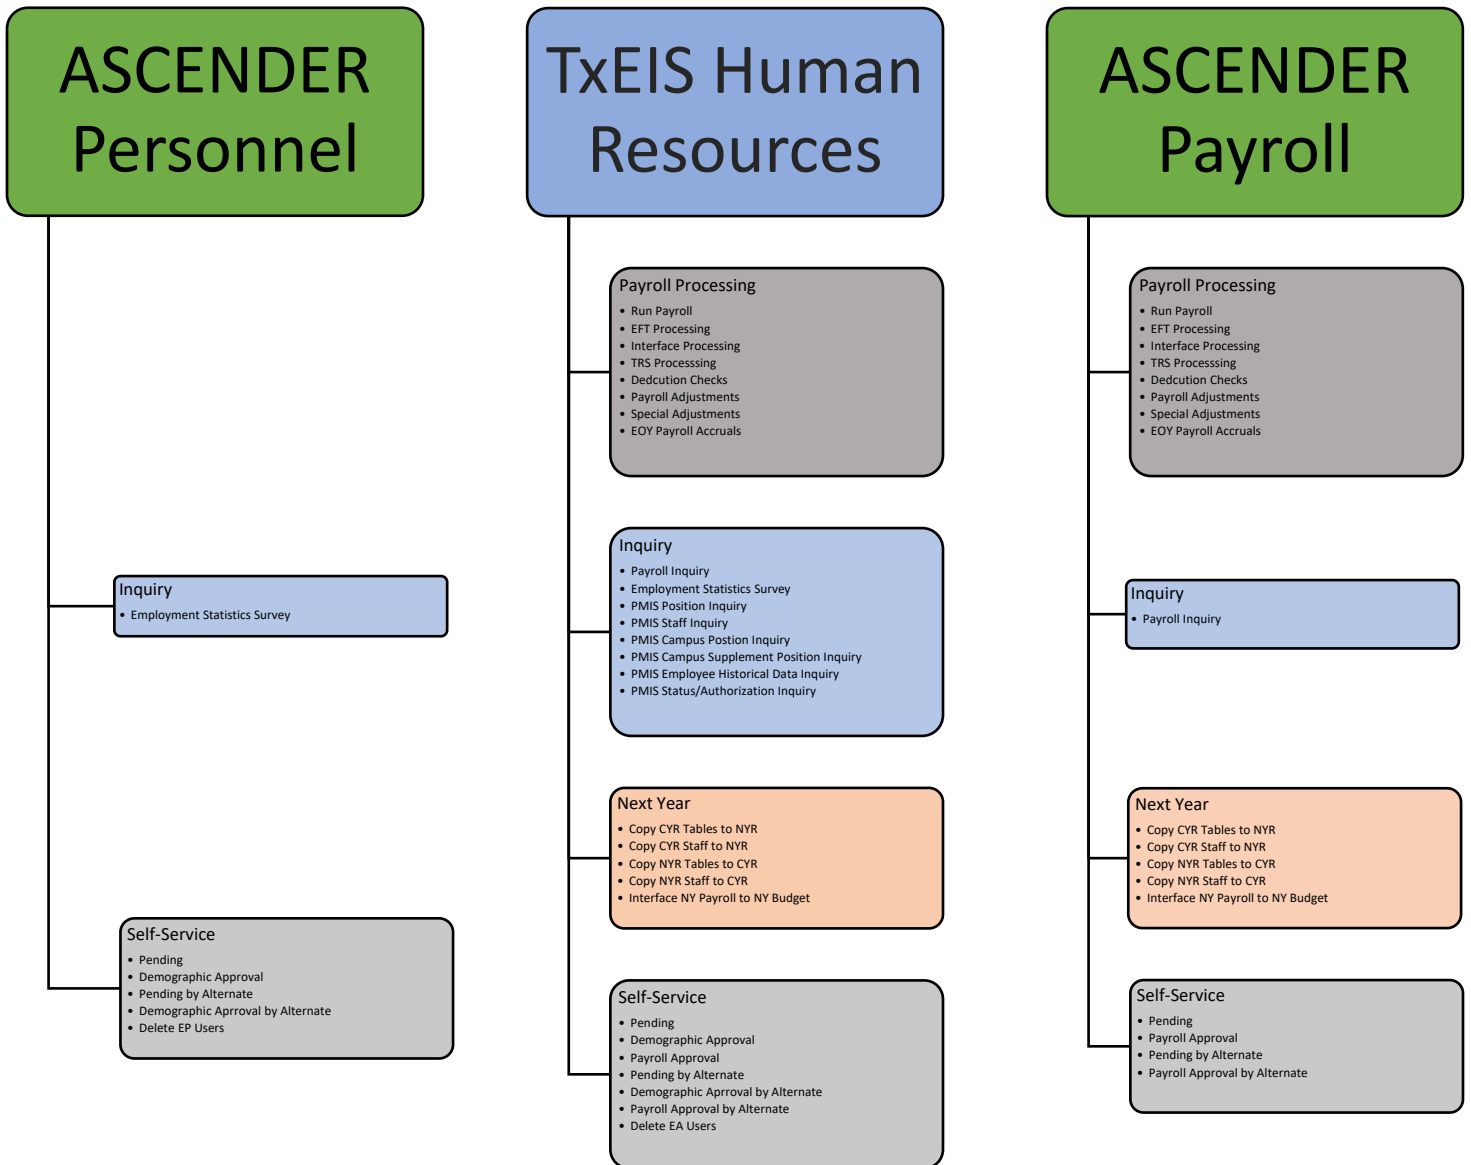 ASCENDER
Personnel
Inquiry
• Employment Statistics Survey
Self-Service
• Pending
• Demographic Approval
• Pending by Alternate
• Demographic Aprroval by Alternate
• Delete EP Users
TxEIS Human
Resources
Payroll Processing
• Run Payroll
• EFT Processing
• Interface Processing
• TRS Processsing
• Dedcution Checks
• Payroll Adjustments
• Special Adjustments
• EOY Payroll Accruals
Inquiry
• Payroll Inquiry
• Employment Statistics Survey
• PMIS Position Inquiry
• PMIS Staff Inquiry
• PMIS Campus Postion Inquiry
• PMIS Campus Supplement Position Inquiry
• PMIS Employee Historical Data Inquiry
• PMIS Status/Authorization Inquiry
Next Year
• Copy CYR Tables to NYR
• Copy CYR Staff to NYR
• Copy NYR Tables to CYR
• Copy NYR Staff to CYR
• Interface NY Payroll to NY Budget
Self-Service
• Pending
• Demographic Approval
• Payroll Approval
• Pending by Alternate
• Demographic Aprroval by Alternate
• Payroll Approval by Alternate
• Delete EA Users
ASCENDER
Payroll
Payroll Processing
• Run Payroll
• EFT Processing
• Interface Processing
• TRS Processsing
• Dedcution Checks
• Payroll Adjustments
• Special Adjustments
• EOY Payroll Accruals
Inquiry
• Payroll Inquiry
Next Year
• Copy CYR Tables to NYR
• Copy CYR Staff to NYR
• Copy NYR Tables to CYR
• Copy NYR Staff to CYR
• Interface NY Payroll to NY Budget
Self-Service
• Pending
• Payroll Approval
• Pending by Alternate
• Payroll Approval by Alternate